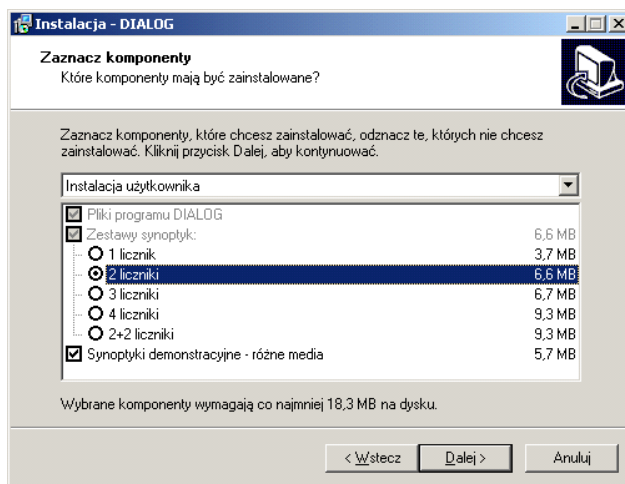 Instalacja - DIALOG
Zaznacz komponenty
Które komponenty mają być zainstalowane?
Zaznacz komponenty, które chcesz zainstalować, odznacz te, których nie chcesz
zainstalować. Kliknij przycisk Dalej, aby kontynuować.
Instalacja użytkownika
Pliki programu DIALOG
Zestawy synoptyk: 6,6 MB
1 licznik 3,7 MB
2 liczniki 6,6 MB
3 liczniki 6,7 MB
4 liczniki 9,3 MB
2+2 liczniki 9,3 MB
Synoptyki demonstracyjne - różne media 5,7 MB
Wybrane komponenty wymagają co najmniej 18,3 MB na dysku.
< Wstecz Dalej > Anuluj